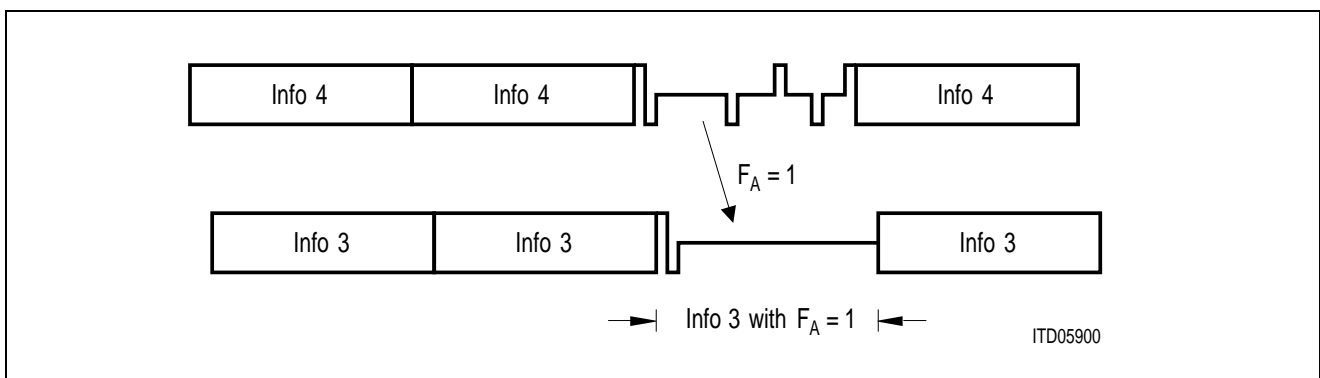 Info 4 Info 4 Info 4
F_A = 1
Info 3 Info 3 Info 3
Info 3 with F_A = 1
ITD05900